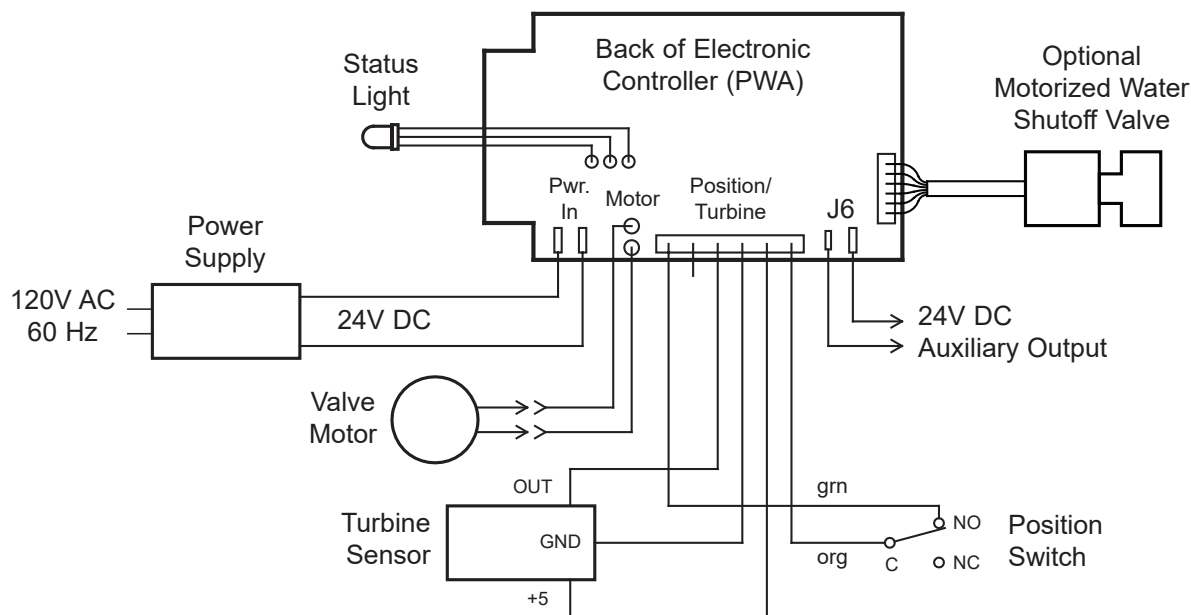 Back of Electronic
Controller (PWA)
Optional
Motorized Water
Shutoff Valve
Status
Light
Pwr.
In
Motor
Position/
Turbine
J6
Power
Supply
120V AC
60 Hz
24V DC
24V DC
Auxiliary Output
Valve
Motor
OUT
grn
Turbine
Sensor
GND
NO
Position
Switch
org
C
NC
+5